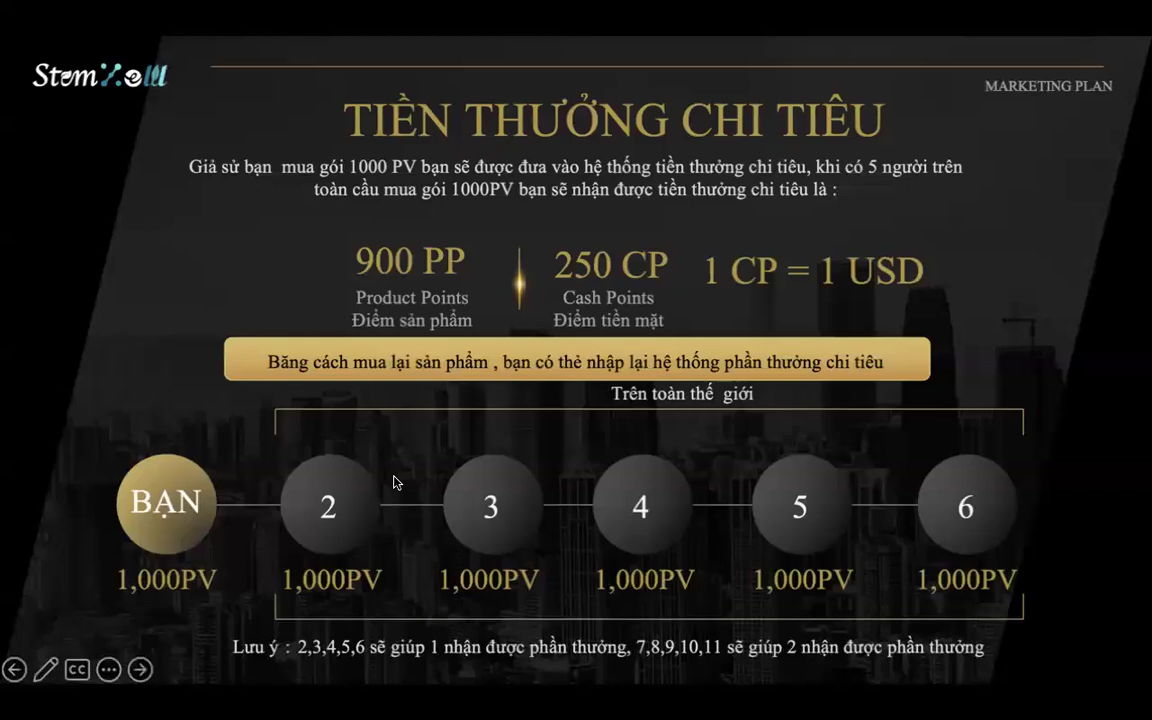 StemXcell
MARKETING PLAN
TIỀN THƯỞNG CHI TIÊU
Giả sử bạn mua gói 1000 PV bạn sẽ được đưa vào hệ thống tiền thưởng chi tiêu, khi có 5 người trên
toàn cầu mua gói 1000PV bạn sẽ nhận được tiền thưởng chi tiêu là :
900 PP
250 CP
1 CP = 1 USD
Product Points
Cash Points
Điểm sản phẩm
Điểm tiền mặt
Băng cách mua lại sản phẩm , bạn có thẻ nhập lại hệ thống phần thưởng chi tiêu
Trên toàn thế giới
BẠN 2 3 4 5 6
1,000PV 1,000PV 1,000PV 1,000PV 1,000PV 1,000PV
Lưu ý : 2,3,4,5,6 sẽ giúp 1 nhận được phần thưởng, 7,8,9,10,11 sẽ giúp 2 nhận được phần thưởng
CC